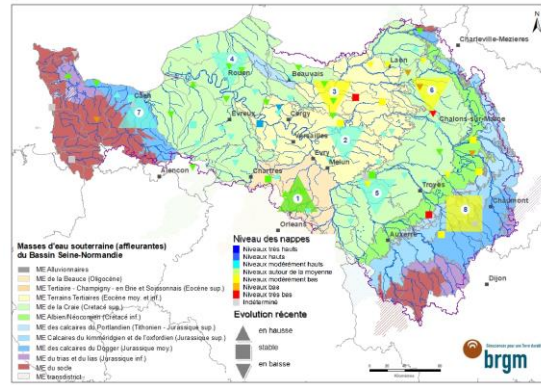 Charleville-Mezieres
N
4
Laon
Rouen
Beauvais
3
6
Caen
7
Evreux
Cergy
Châlons-sur-Marne
Versailles
2
Evry
Melun
Alençon
Chartres
Troyes
5
1
8
Chaumont
Orleans
Auxerre
Dijon
Masses d'eau souterraine (affleurantes)
du Bassin Seine-Normandie
ME Alluvionnaires
ME de la Beauce (Oligocène)
ME Tertiaire - Champigny - en Brie et Soissonnais (Eocène sup.)
ME Terrains Tertiaires (Eocène moy. et inf.)
ME de la Craie (Crétacé sup.)
ME Albien/Néocomien (Crétacé inf.)
ME des calcaires du Portlandien (Tithonien - Jurassique sup.)
ME Calcaires du kimméridgien et de l'oxfordien (Jurassique sup.)
ME des calcaires du Dogger (Jurassique moy.)
ME du trias et du lias (Jurassique inf.)
ME du socle
ME transdistrict
Niveau des nappes
Niveaux très hauts
Niveaux hauts
Niveaux modérément hauts
Niveaux autour de la moyenne
Niveaux modérément bas
Niveaux bas
Niveaux très bas
Indéterminé
Evolution récente
en hausse
stable
en baisse
brgm